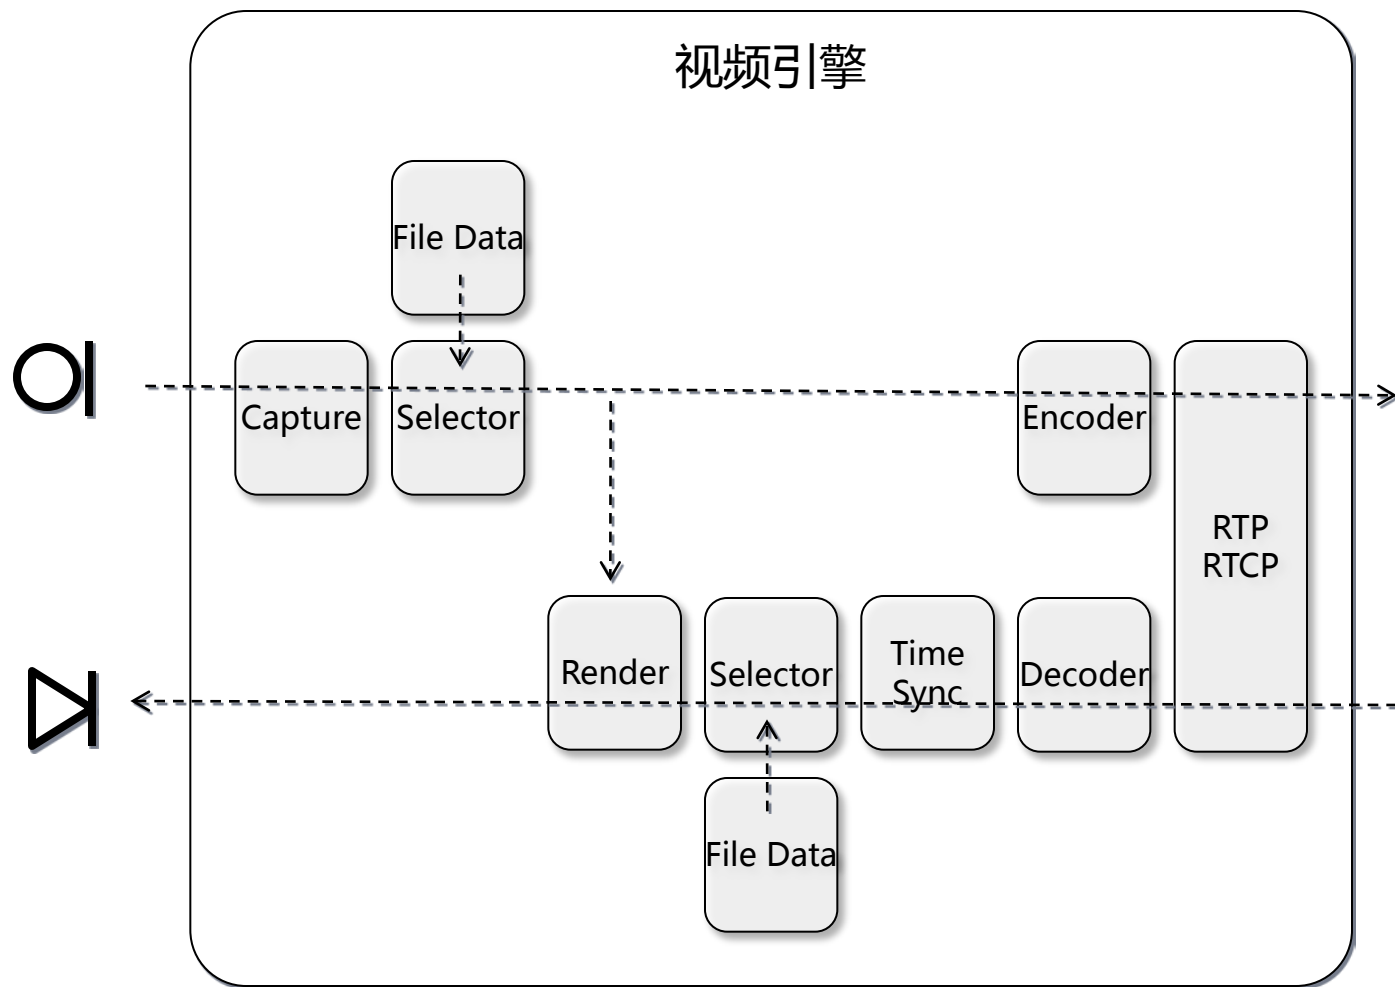 视频引擎
File Data
Capture
Selector
Encoder
RTP
RTCP
Render
Selector
Time
Sync
Decoder
File Data